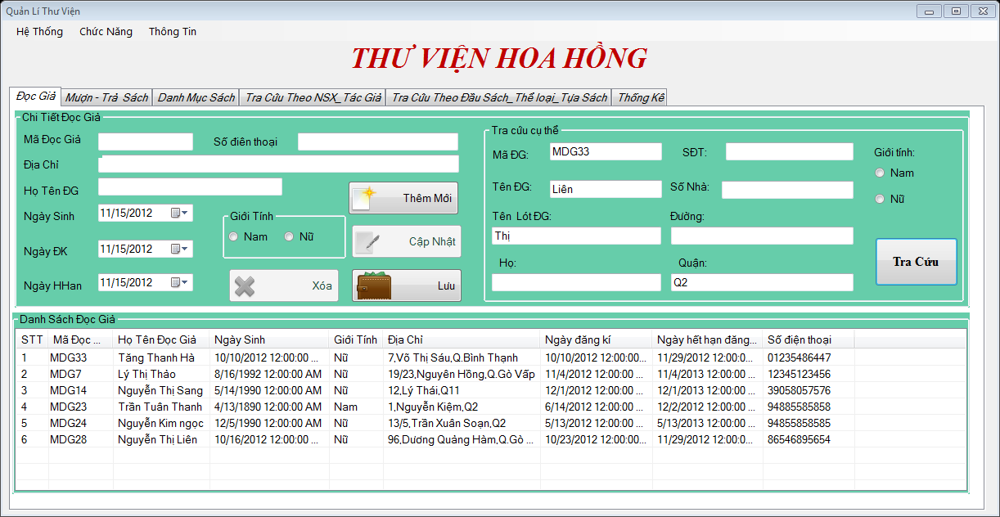 Quản Lí Thư Viện
Hệ Thống Chức Năng Thông Tin
THƯ VIỆN HOA HỒNG
Đọc Giả Mượn - Trả Sách Danh Mục Sách Tra Cứu Theo NSX_Tác Giả Tra Cứu Theo Đầu Sách_Thể loại_Tựa Sách Thống Kê
Chi Tiết Đọc Giả
Mã Đọc Giả Số điên thoại
Địa Chỉ
Họ Tên ĐG
Thêm Mới
Ngày Sinh 11/15/2012
Giới Tính
Nam Nữ
Cập Nhật
Ngày ĐK 11/15/2012
Ngày HHan 11/15/2012
Xóa Lưu
Tra cứu cụ thể
Mã ĐG: MDG33 SĐT: Giới tính:
Nam
Tên ĐG: Liên Số Nhà:
Nữ
Tên Lót ĐG: Đường:
Thị
Họ: Quận:
Q2
Tra Cứu
Danh Sách Đọc Giả
STT Mã Đọc ... Họ Tên Đọc Giả Ngày Sinh Giới Tính Địa Chỉ Ngày đăng kí Ngày hết hạn đăng... Số điên thoại
1 MDG33 Tăng Thanh Hà 10/10/2012 12:00:00 ... Nữ 7,Võ Thị Sáu,Q.Bình Thạnh 10/10/2012 12:00:00... 11/29/2012 12:00:0... 01235486447
2 MDG7 Lý Thị Thảo 8/16/1992 12:00:00 AM Nữ 19/23,Nguyên Hồng,Q.Gò Vấp 11/4/2012 12:00:00 ... 11/4/2013 12:00:00 ... 12345123456
3 MDG14 Nguyễn Thị Sang 5/14/1990 12:00:00 AM Nữ 12,Lý Thái,Q11 12/1/2012 12:00:00 ... 12/1/2013 12:00:00 ... 39058057576
4 MDG23 Trần Tuân Thanh 4/13/1890 12:00:00 AM Nam 1,Nguyễn Kiệm,Q2 6/14/2012 12:00:00 ... 12/2/2012 12:00:00 ... 94885585858
5 MDG24 Nguyễn Kim ngọc 12/5/1990 12:00:00 AM Nữ 13/5,Trần Xuân Soạn,Q2 5/13/2012 12:00:00 ... 5/13/2013 12:00:00 ... 94855858585
6 MDG28 Nguyễn Thị Liên 10/16/2012 12:00:00 ... Nữ 96,Dương Quảng Hàm,Q.Gò ... 10/23/2012 12:00:00... 11/29/2012 12:00:0... 86546895654